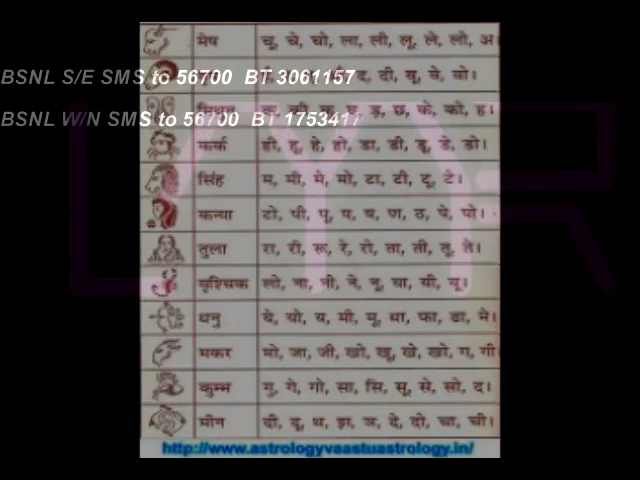 मेष चू, चे, चो, ला, ली, लू, ले, लो, अ।
BSNL S/E SMS to 56700 BT 3061157
BSNL W/N SMS to 56700 BT 1753417
कर्क ही, हू, हे, हो, डा, डी, डू, डे, डो।
सिंह म, मी, मे, मो, टा, टी, टू, टे।
कन्या टो, पी, पू, ष, ण, ठ, पे, पो।
तुला रा, री, रू, रे, रो, ता, ती, तू, ते।
वृश्चिक लो, ना, नी, ने, नू, या, यी, यू।
धनु ये, यो, य, मी, मू, धा, फा, ढा, भे।
मकर भो, जा, जी, खो, खू, खे, खो, ग, गी
कुम्भ गु, गे, गो, सा, सि, सू, से, सो, द।
मीन दी, दू, थ, झ, ञ, दे, दो, चा, ची।
http://www.astrologyvaastuastrology.in/